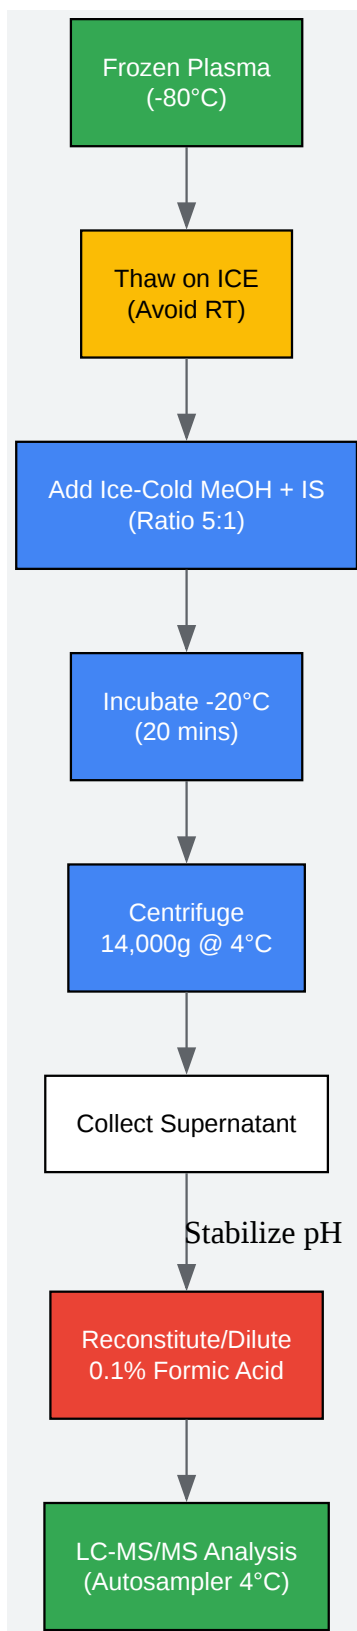 Frozen Plasma
(-80°C)
Thaw on ICE
(Avoid RT)
Add Ice-Cold MeOH + IS
(Ratio 5:1)
Incubate -20°C
(20 mins)
Centrifuge
14,000g @ 4°C
Collect Supernatant
Stabilize pH
Reconstitute/Dilute
0.1% Formic Acid
LC-MS/MS Analysis
(Autosampler 4°C)